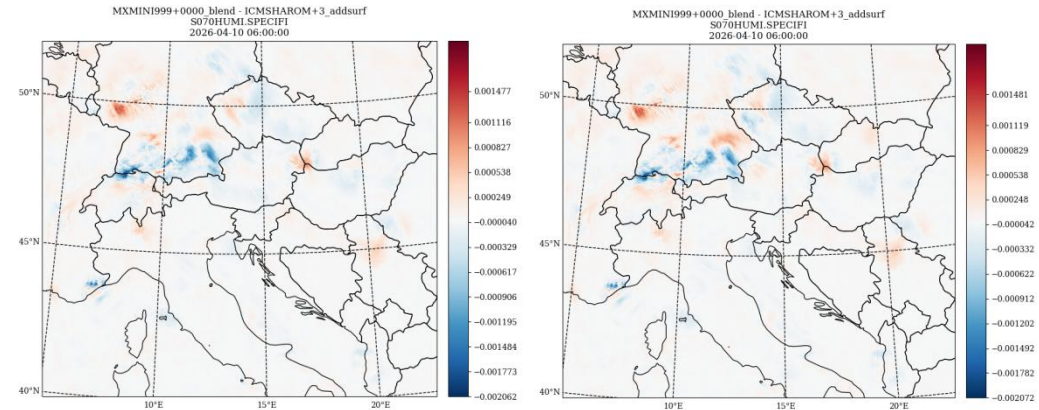 MXMINI999+0000_blend - ICMSHAROM+3_addsurf
S070HUMI.SPECIFI
2026-04-10 06:00:00
50°N
45°N
40°N
10°E
15°E
20°E
0.001477
0.001116
0.000827
0.000538
0.000249
−0.000040
−0.000329
−0.000617
−0.000906
−0.001195
−0.001484
−0.001773
−0.002062
MXMINI999+0000_blend - ICMSHAROM+3_addsurf
S070HUMI.SPECIFI
2026-04-10 06:00:00
50°N
45°N
40°N
10°E
15°E
20°E
0.001481
0.001119
0.000829
0.000538
0.000248
−0.000042
−0.000332
−0.000622
−0.000912
−0.001202
−0.001492
−0.001782
−0.002072